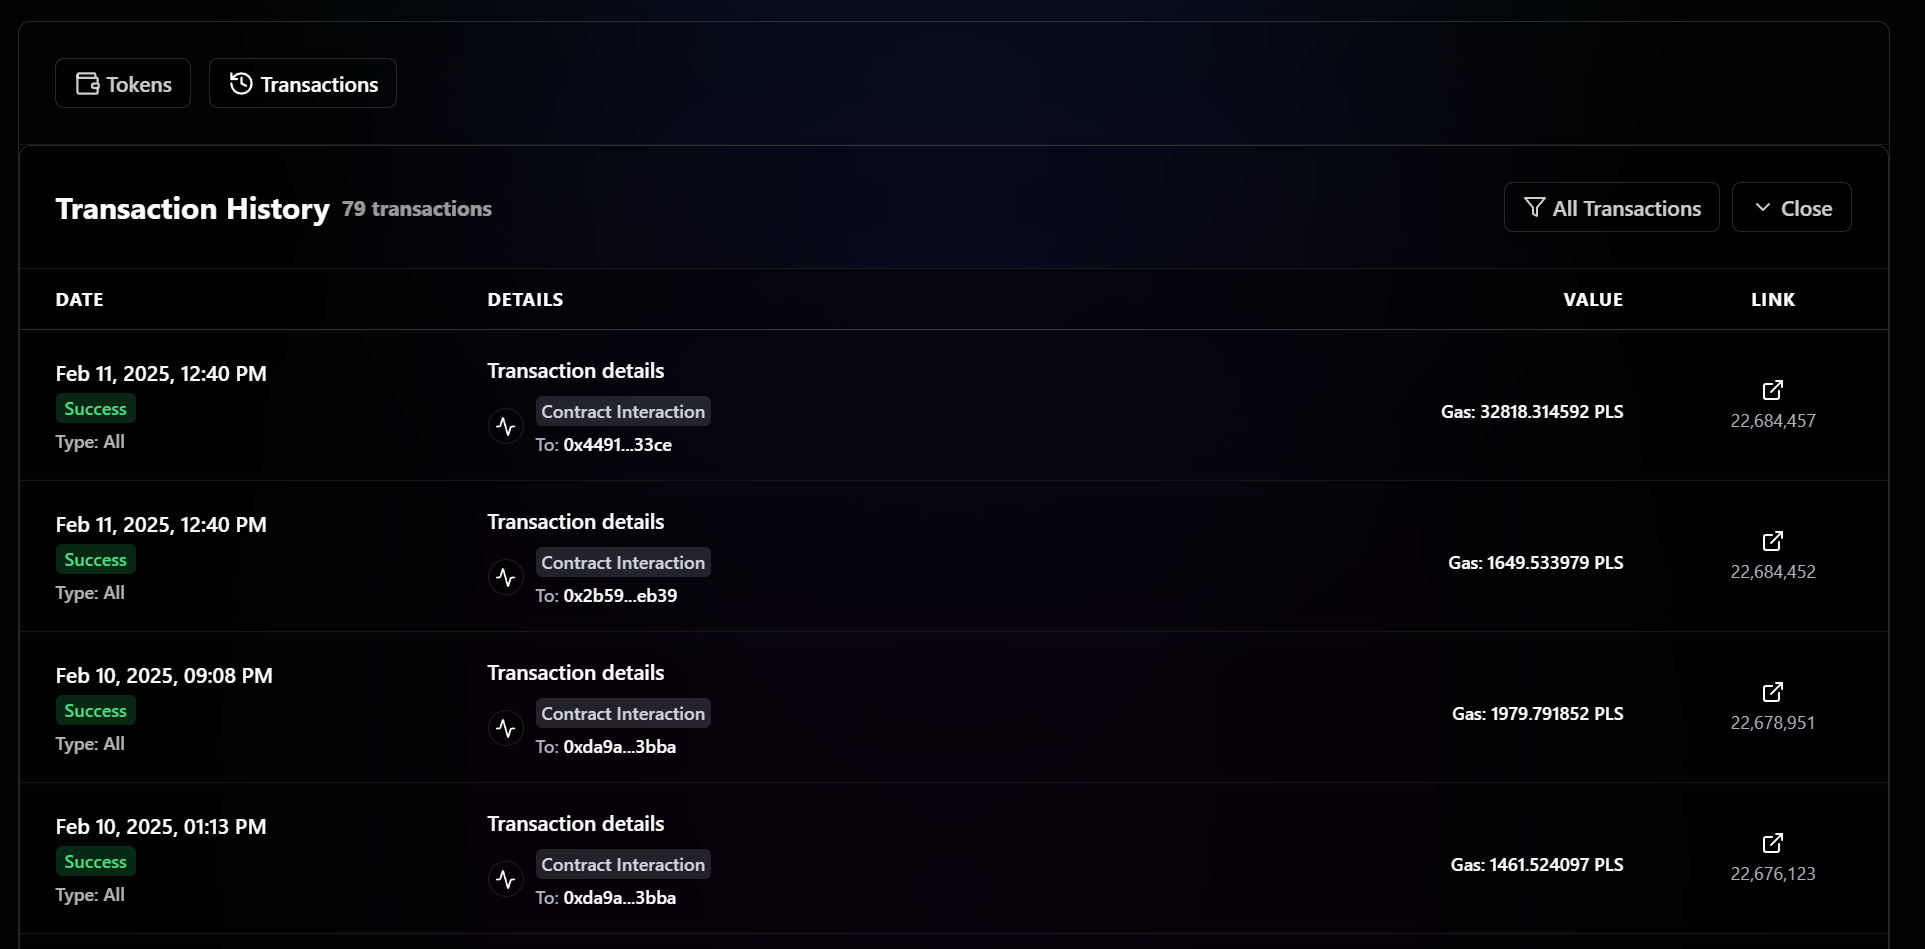 Tokens
Transactions
Transaction History 79 transactions
All Transactions
Close
DATE DETAILS VALUE LINK
Feb 11, 2025, 12:40 PM
Success
Type: All
Transaction details
Contract Interaction
To: 0x4491...33ce
Gas: 32818.314592 PLS
22,684,457
Feb 11, 2025, 12:40 PM
Success
Type: All
Transaction details
Contract Interaction
To: 0x2b59...eb39
Gas: 1649.533979 PLS
22,684,452
Feb 10, 2025, 09:08 PM
Success
Type: All
Transaction details
Contract Interaction
To: 0xda9a...3bba
Gas: 1979.791852 PLS
22,678,951
Feb 10, 2025, 01:13 PM
Success
Type: All
Transaction details
Contract Interaction
To: 0xda9a...3bba
Gas: 1461.524097 PLS
22,676,123